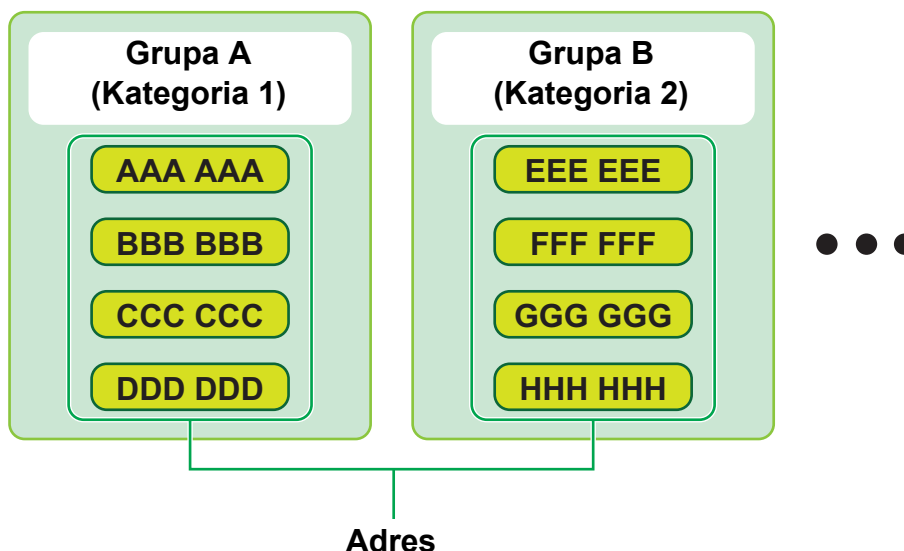 Grupa A
(Kategoria 1)
AAA AAA
BBB BBB
CCC CCC
DDD DDD
Grupa B
(Kategoria 2)
EEE EEE
FFF FFF
GGG GGG
HHH HHH
Adres